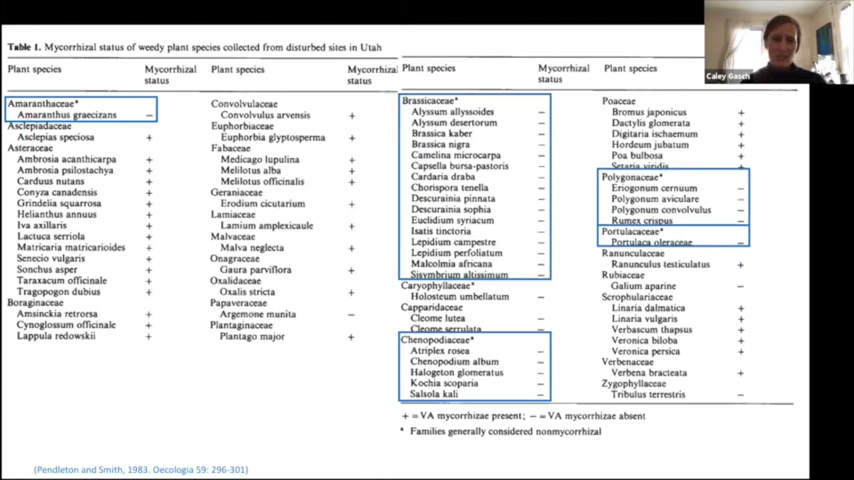 Table 1. Mycorrhizal status of weedy plant species collected from disturbed sites in Utah
Plant species Mycorrhizal status Plant species Mycorrhizal status
Amaranthaceae*
Amaranthus graecizans −
Asclepiadaceae
Asclepias speciosa +
Asteraceae
Ambrosia acanthicarpa +
Ambrosia psilostachya +
Carduus nutans +
Conyza canadensis +
Grindelia squarrosa +
Helianthus annuus +
Iva axillaris +
Lactuca serriola +
Matricaria matricarioides +
Senecio vulgaris +
Sonchus asper +
Taraxacum officinale +
Tragopogon dubius +
Boraginaceae
Amsinckia retrorsa +
Cynoglossum officinale +
Lappula redowskii +
Convolvulaceae
Convolvulus arvensis +
Euphorbiaceae
Euphorbia glyptosperma +
Fabaceae
Medicago lupulina +
Melilotus alba +
Melilotus officinalis +
Geraniaceae
Erodium cicutarium +
Lamiaceae
Lamium amplexicaule +
Malvaceae
Malva neglecta +
Onagraceae
Gaura parviflora +
Oxalidaceae
Oxalis stricta +
Papaveraceae
Argemone munita −
Plantaginaceae
Plantago major +
Plant species Mycorrhizal status Plant species Mycorrhizal status
Brassicaceae*
Alyssum allyssoides −
Alyssum desertorum −
Brassica kaber −
Brassica nigra −
Camelina microcarpa −
Capsella bursa-pastoris −
Cardaria draba −
Chorispora tenella −
Descurainia pinnata −
Descurainia sophia −
Euclidium syriacum −
Isatis tinctoria −
Lepidium campestre −
Lepidium perfoliatum −
Malcolmia africana −
Sisymbrium altissimum −
Caryophyllaceae*
Holosteum umbellatum −
Capparidaceae
Cleome lutea −
Cleome serrulata −
Chenopodiaceae*
Atriplex rosea −
Chenopodium album −
Halogeton glomeratus −
Kochia scoparia −
Salsola kali −
Poaceae
Bromus japonicus +
Dactylis glomerata +
Digitaria ischaemum +
Hordeum jubatum +
Poa bulbosa +
Setaria viridis +
Polygonaceae*
Eriogonum cernuum −
Polygonum aviculare −
Polygonum convolvulus −
Rumex crispus −
Portulacaceae*
Portulaca oleraceae −
Ranunculaceae
Ranunculus testiculatus +
Rubiaceae
Galium aparine −
Scrophulariaceae
Linaria dalmatica +
Linaria vulgaris +
Verbascum thapsus +
Veronica biloba +
Veronica persica +
Verbenaceae
Verbena bracteata +
Zygophyllaceae
Tribulus terrestris −
+ = VA mycorrhizae present; − = VA mycorrhizae absent
* Families generally considered nonmycorrhizal
(Pendleton and Smith, 1983. Oecologia 59: 296-301)
Caley Gasch